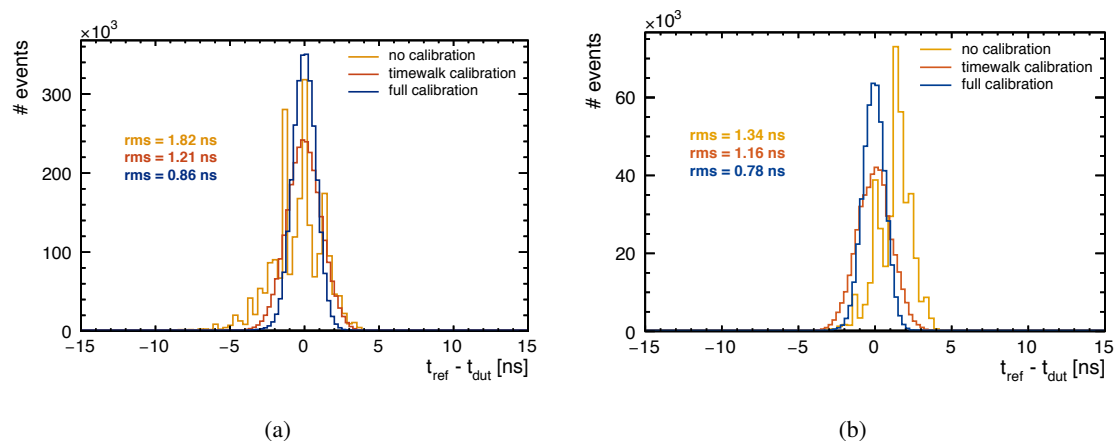 ×10³
# events
300
200
100
0
no calibration
timewalk calibration
full calibration
rms = 1.82 ns
rms = 1.21 ns
rms = 0.86 ns
−15 −10 −5 0 5 10 15
t_ref - t_dut [ns]
(a)
×10³
# events
60
40
20
0
no calibration
timewalk calibration
full calibration
rms = 1.34 ns
rms = 1.16 ns
rms = 0.78 ns
−15 −10 −5 0 5 10 15
t_ref - t_dut [ns]
(b)